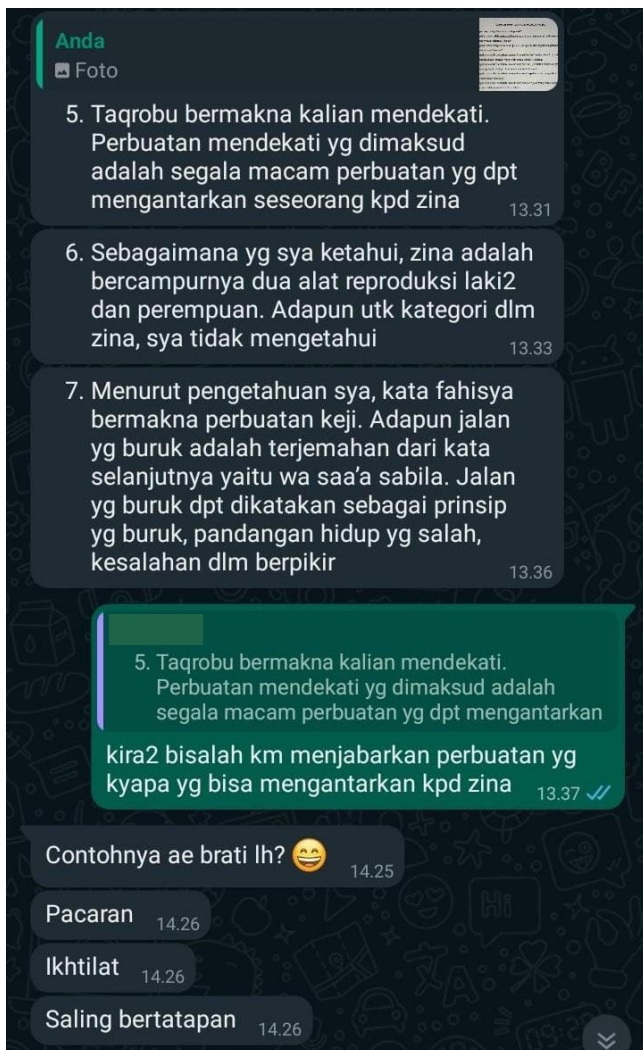 Anda
Foto
5. Taqrobu bermakna kalian mendekati.
Perbuatan mendekati yg dimaksud
adalah segala macam perbuatan yg dpt
mengantarkan seseorang kpd zina
13.31
6. Sebagaimana yg sya ketahui, zina adalah
bercampurnya dua alat reproduksi laki2
dan perempuan. Adapun utk kategori dlm
zina, sya tidak mengetahui
13.33
7. Menurut pengetahuan sya, kata fahisya
bermakna perbuatan keji. Adapun jalan
yg buruk adalah terjemahan dari kata
selanjutnya yaitu wa saa'a sabila. Jalan
yg buruk dpt dikatakan sebagai prinsip
yg buruk, pandangan hidup yg salah,
kesalahan dlm berpikir
13.36
5. Taqrobu bermakna kalian mendekati.
Perbuatan mendekati yg dimaksud adalah
segala macam perbuatan yg dpt mengantarkan
kira2 bisalah km menjabarkan perbuatan yg
kyapa yg bisa mengantarkan kpd zina
13.37
Contohnya ae brati lh? 😄
14.25
Pacaran
14.26
Ikhtilat
14.26
Saling bertatapan
14.26